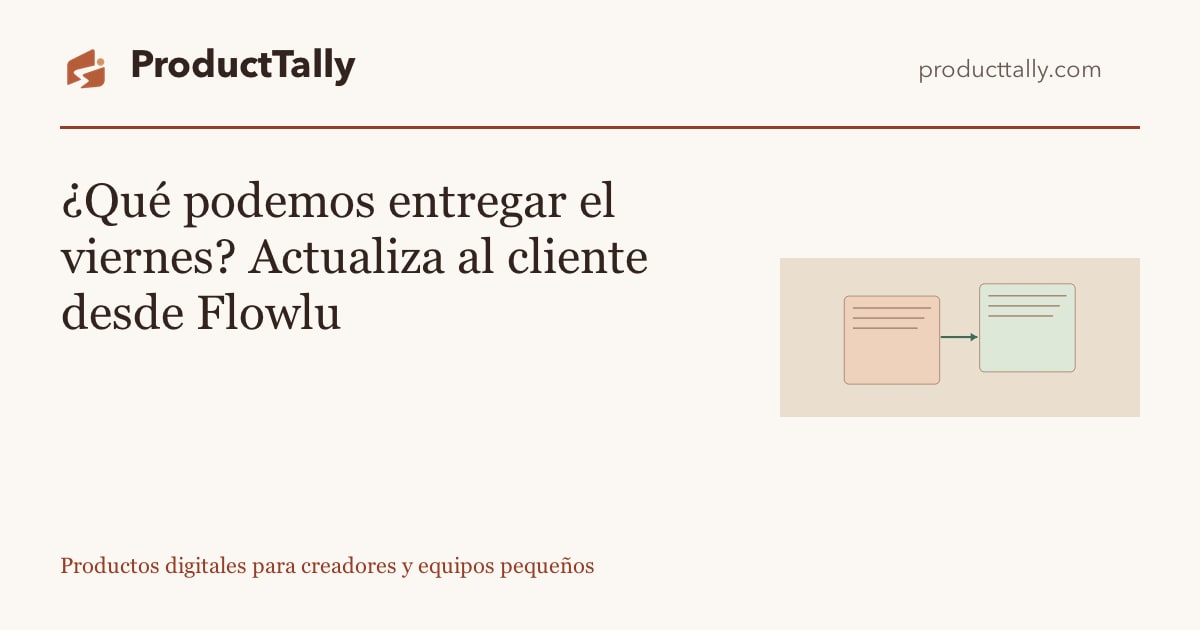 ProductTally
producttally.com
¿Qué podemos entregar el
viernes? Actualiza al cliente
desde Flowlu
Productos digitales para creadores y equipos pequeños